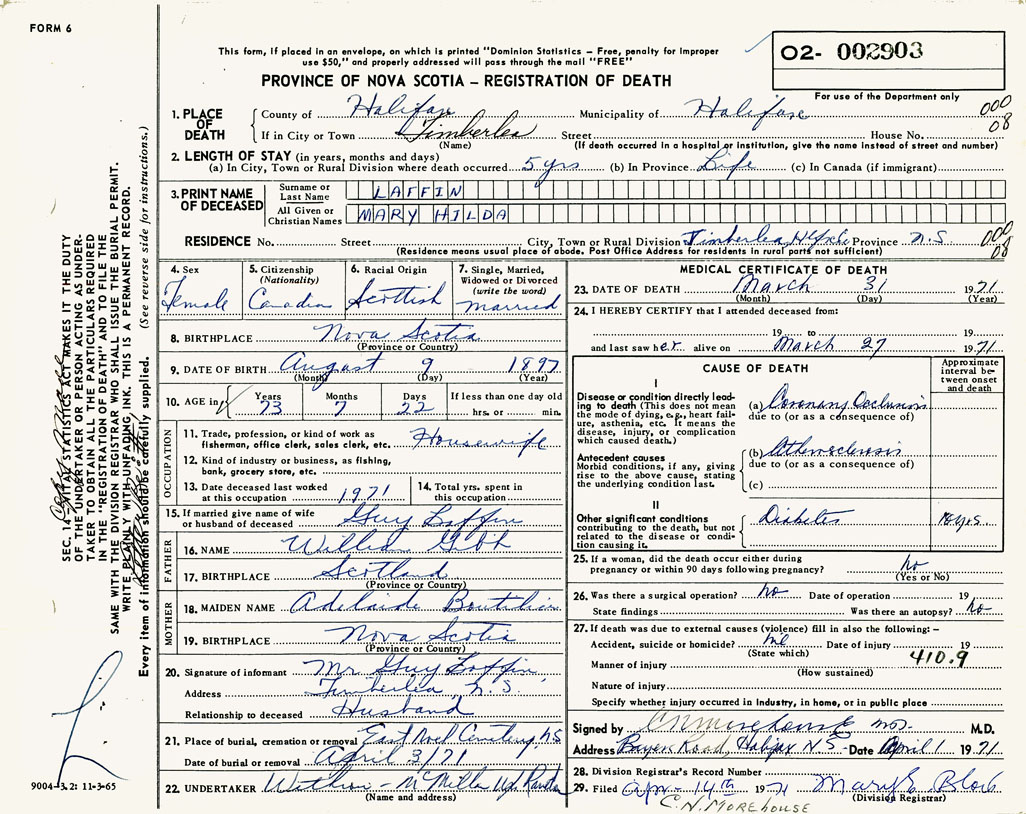 FORM 6
This form, if placed in an envelope, on which is printed "Dominion Statistics – Free, penalty for improper
use $50," and properly addressed will pass through the mail "FREE"
PROVINCE OF NOVA SCOTIA – REGISTRATION OF DEATH
O2- 002903
For use of the Department only
1. PLACE OF DEATH
County of Halifax Municipality of Halifax 000
If in City or Town Timberlea Street House No. 08
(Name) (If death occurred in a hospital or institution, give the name instead of street and number)
2. LENGTH OF STAY (in years, months and days)
(a) In City, Town or Rural Division where death occurred 5 yrs (b) In Province Life (c) In Canada (if immigrant)
3. PRINT NAME OF DECEASED
Surname or Last Name LAFFIN
All Given or Christian Names MARY HILDA
RESIDENCE No. Street City, Town or Rural Division Timberlea, Province N.S. 000
(Residence means usual place of abode. Post Office Address for residents in rural parts not sufficient) 08
4. Sex Female
5. Citizenship (Nationality) Canadian
6. Racial Origin Scottish
7. Single, Married, Widowed or Divorced (write the word) married
8. BIRTHPLACE Nova Scotia
(Province or Country)
9. DATE OF BIRTH August 9 1897
(Month) (Day) (Year)
10. AGE in Years 73 Months 7 Days 22 If less than one day old hrs. or min.
OCCUPATION
11. Trade, profession, or kind of work as fisherman, office clerk, sales clerk, etc. Housewife
12. Kind of industry or business, as fishing, bank, grocery store, etc.
13. Date deceased last worked at this occupation 1971
14. Total yrs. spent in this occupation
15. If married give name of wife or husband of deceased Guy Laffin
FATHER
16. NAME William
17. BIRTHPLACE Scotland
(Province or Country)
MOTHER
18. MAIDEN NAME Adelaide Boutilier
19. BIRTHPLACE Nova Scotia
(Province or Country)
20. Signature of informant Mr. Guy Laffin
Address Timberlea, N.S.
Relationship to deceased Husband
21. Place of burial, cremation or removal East Noel Cemetery, NS
Date of burial or removal April 3/71
22. UNDERTAKER
(Name and address)
MEDICAL CERTIFICATE OF DEATH
23. DATE OF DEATH March 31 1971
(Month) (Day) (Year)
24. I HEREBY CERTIFY that I attended deceased from:
19 to 19
and last saw her alive on March 27 1971
CAUSE OF DEATH
Approximate interval between onset and death
I
Disease or condition directly leading to death (This does not mean the mode of dying, e.g., heart failure, asthenia, etc. It means the disease, injury, or complication which caused death.)
(a) Coronary Occlusion
due to (or as a consequence of)
Antecedent causes
Morbid conditions, if any, giving rise to the above cause, stating the underlying condition last.
(b) Atherosclerosis
due to (or as a consequence of)
(c)
II
Other significant conditions contributing to the death, but not related to the disease or condition causing it.
Diabetes
25. If a woman, did the death occur either during pregnancy or within 90 days following pregnancy? No
(Yes or No)
26. Was there a surgical operation? No Date of operation 19
State findings Was there an autopsy? No
27. If death was due to external causes (violence) fill in also the following: –
Accident, suicide or homicide? Date of injury 19
(State which) 410.9
Manner of injury
(How sustained)
Nature of injury
Specify whether injury occurred in industry, in home, or in public place
Signed by M.D.
Address Road, Halifax N.S. Date April 1 1971
28. Division Registrar's Record Number
29. Filed Apr. 14th 1971 Mary
(Division Registrar)
C.N. MOREHOUSE
SEC. 14 VITAL STATISTICS ACT MAKES IT THE DUTY
OF THE UNDERTAKER OR PERSON ACTING AS UNDER-
TAKER TO OBTAIN ALL THE PARTICULARS REQUIRED
IN THE "REGISTRATION OF DEATH" AND TO FILE THE
SAME WITH THE DIVISION REGISTRAR WHO SHALL ISSUE THE BURIAL PERMIT.
WRITE PLAINLY WITH UNFADING INK. THIS IS A PERMANENT RECORD.
Every item of information should be carefully supplied. (See reverse side for instructions.)
9004-3.2: 11-3-65